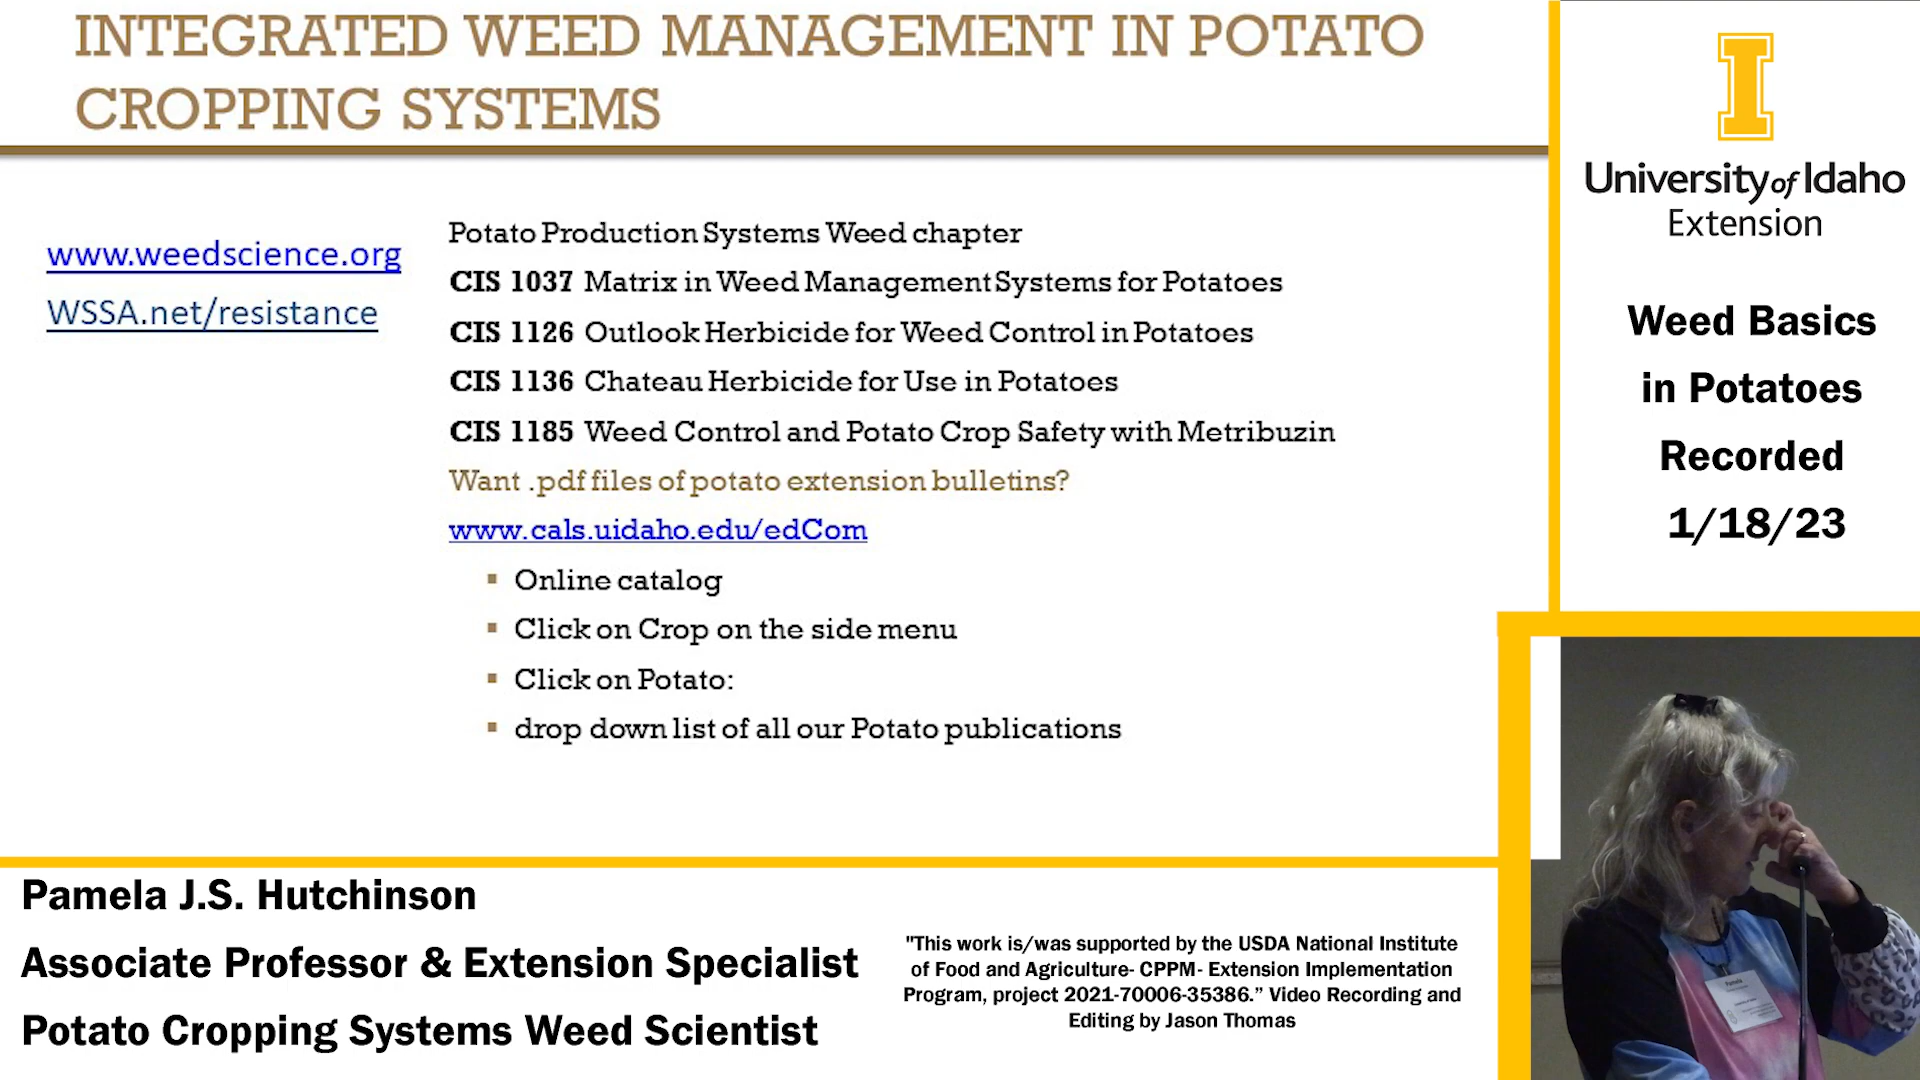 INTEGRATED WEED MANAGEMENT IN POTATO
CROPPING SYSTEMS
www.weedscience.org
WSSA.net/resistance
Potato Production Systems Weed chapter
CIS 1037 Matrix in Weed Management Systems for Potatoes
CIS 1126 Outlook Herbicide for Weed Control in Potatoes
CIS 1136 Chateau Herbicide for Use in Potatoes
CIS 1185 Weed Control and Potato Crop Safety with Metribuzin
Want .pdf files of potato extension bulletins?
www.cals.uidaho.edu/edCom
▪ Online catalog
▪ Click on Crop on the side menu
▪ Click on Potato:
▪ drop down list of all our Potato publications
I
University of Idaho
Extension
Weed Basics
in Potatoes
Recorded
1/18/23
Pamela
Pamela J.S. Hutchinson
Associate Professor & Extension Specialist
Potato Cropping Systems Weed Scientist
"This work is/was supported by the USDA National Institute
of Food and Agriculture- CPPM- Extension Implementation
Program, project 2021-70006-35386.” Video Recording and
Editing by Jason Thomas